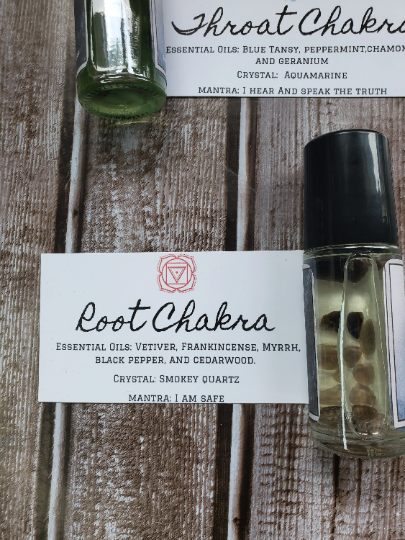 Throat Chakra
Essential Oils: Blue Tansy, peppermint,
and geranium
Crystal: Aquamarine
mantra: I hear And speak the truth
Root Chakra
Essential Oils: Vetiver, Frankincense, Myrrh,
black pepper, and cedarwood.
Crystal: Smokey quartz
mantra: I am safe